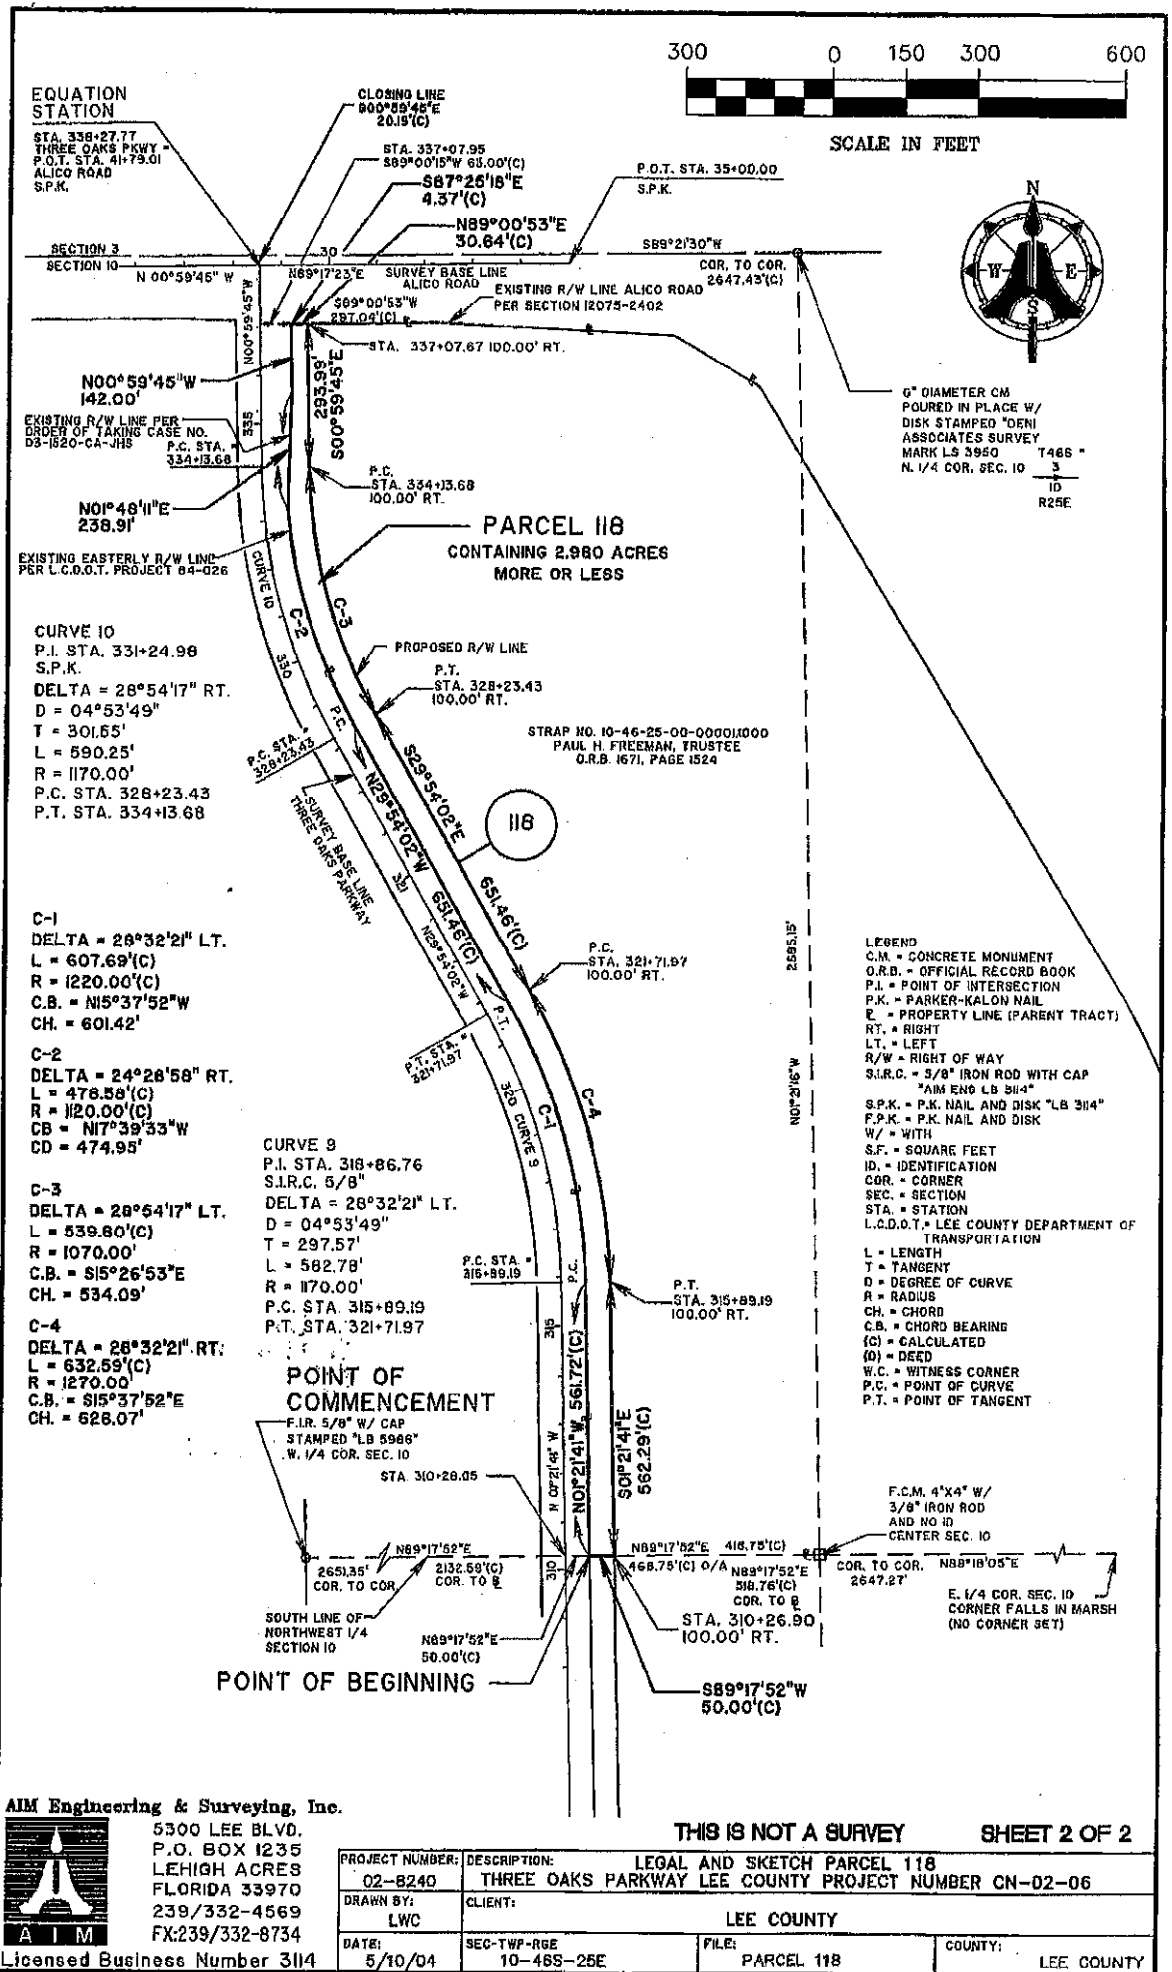 300 0 150 300 600
SCALE IN FEET
EQUATION
STATION
STA. 338+27.77
THREE OAKS PKWY =
P.O.T. STA. 41+79.01
ALICO ROAD
S.P.K.
CLOSING LINE
S00°59'45"E
20.19'(C)
STA. 337+07.95
S89°00'15"W 63.00'(C)
S87°25'18"E
4.37'(C)
N89°00'53"E
30.64'(C)
P.O.T. STA. 35+00.00
S.P.K.
N
W E
S
SECTION 3
SECTION 10
30
S89°21'30"W
N 00°59'45" W
N89°17'23"E
SURVEY BASE LINE
ALICO ROAD
COR. TO COR.
2647.43'(C)
N00°59'45"W
S89°00'53"W
297.04'(C)
EXISTING R/W LINE ALICO ROAD
PER SECTION 12075-2402
STA. 337+07.67 100.00' RT.
N00°59'45"W
142.00'
293.99'
S00°59'45"E
EXISTING R/W LINE PER
ORDER OF TAKING CASE NO.
03-1520-CA-JHS
335
P.C. STA.
334+13.68
6" DIAMETER CM
POURED IN PLACE W/
DISK STAMPED "DENI
ASSOCIATES SURVEY
MARK LS 3950 T46S "
N. 1/4 COR. SEC. 10 3
10
R25E
P.C.
STA. 334+13.68
100.00' RT.
N01°48'11"E
238.91'
PARCEL 118
CONTAINING 2.980 ACRES
MORE OR LESS
EXISTING EASTERLY R/W LINE
PER L.C.D.O.T. PROJECT 84-026
CURVE 10
C-2
C-3
CURVE 10
P.I. STA. 331+24.98
S.P.K.
DELTA = 28°54'17" RT.
D = 04°53'49"
T = 301.55'
L = 590.25'
R = 1170.00'
P.C. STA. 328+23.43
P.T. STA. 334+13.68
330
PROPOSED R/W LINE
P.T.
STA. 328+23.43
100.00' RT.
P.C.
P.C. STA. =
328+23.43
STRAP NO. 10-46-25-00-00001.1000
PAUL H. FREEMAN, TRUSTEE
O.R.B. 1671, PAGE 1524
SURVEY BASE LINE
THREE OAKS PARKWAY
N29°54'02"W 651.46'(C)
S29°54'02"E 651.46'(C)
118
N29°54'02"W
P.C.
STA. 321+71.97
100.00' RT.
2585.15'
N01°21'16"W
C-1
DELTA = 28°32'21" LT.
L = 607.69'(C)
R = 1220.00'(C)
C.B. = N15°37'52"W
CH. = 601.42'
C-2
DELTA = 24°28'58" RT.
L = 478.58'(C)
R = 1120.00'(C)
CB = N17°39'33"W
CD = 474.95'
C-3
DELTA = 28°54'17" LT.
L = 539.80'(C)
R = 1070.00'
C.B. = S15°26'53"E
CH. = 534.09'
C-4
DELTA = 28°32'21" RT.
L = 632.59'(C)
R = 1270.00'
C.B. = S15°37'52"E
CH. = 626.07'
P.T. STA. =
321+71.97
P.T.
320 CURVE 9
C-1
C-4
CURVE 9
P.I. STA. 318+86.76
S.I.R.C. 5/8"
DELTA = 28°32'21" LT.
D = 04°53'49"
T = 297.57'
L = 582.78'
R = 1170.00'
P.C. STA. 315+89.19
P.T. STA. 321+71.97
P.C. STA. =
315+89.19
P.C.
P.T.
STA. 315+89.19
100.00' RT.
315
LEGEND
C.M. = CONCRETE MONUMENT
O.R.B. = OFFICIAL RECORD BOOK
P.I. = POINT OF INTERSECTION
P.K. = PARKER-KALON NAIL
P = PROPERTY LINE (PARENT TRACT)
RT. = RIGHT
LT. = LEFT
R/W = RIGHT OF WAY
S.I.R.C. = 5/8" IRON ROD WITH CAP
"AIM ENG LB 3114"
S.P.K. = P.K. NAIL AND DISK "LB 3114"
F.P.K. = P.K. NAIL AND DISK
W/ = WITH
S.F. = SQUARE FEET
ID. = IDENTIFICATION
COR. = CORNER
SEC. = SECTION
STA. = STATION
L.C.D.O.T. = LEE COUNTY DEPARTMENT OF
TRANSPORTATION
L = LENGTH
T = TANGENT
D = DEGREE OF CURVE
R = RADIUS
CH. = CHORD
C.B. = CHORD BEARING
(C) = CALCULATED
(D) = DEED
W.C. = WITNESS CORNER
P.C. = POINT OF CURVE
P.T. = POINT OF TANGENT
POINT OF
COMMENCEMENT
F.I.R. 5/8" W/ CAP
STAMPED "LB 5966"
W. 1/4 COR. SEC. 10
STA. 310+26.05
N 01°21'41" W
N01°21'41"W 561.72'(C)
S01°21'41"E
562.29'(C)
F.C.M. 4"X4" W/
3/8" IRON ROD
AND NO ID
CENTER SEC. 10
N89°17'52"E
2651.35'
COR. TO COR.
2132.59'(C)
COR. TO P
310
N89°17'52"E 418.75'(C)
468.75'(C) O/A
N89°17'52"E
518.76'(C)
COR. TO P
COR. TO COR.
2647.27'
N88°18'05"E
E. 1/4 COR. SEC. 10
CORNER FALLS IN MARSH
(NO CORNER SET)
SOUTH LINE OF
NORTHWEST 1/4
SECTION 10
N89°17'52"E
50.00'(C)
STA. 310+26.90
100.00' RT.
POINT OF BEGINNING
S89°17'52"W
50.00'(C)
AIM Engineering & Surveying, Inc.
5300 LEE BLVD.
P.O. BOX 1235
LEHIGH ACRES
FLORIDA 33970
239/332-4569
FX:239/332-8734
AIM
Licensed Business Number 3114
THIS IS NOT A SURVEY SHEET 2 OF 2
PROJECT NUMBER:
02-8240
DESCRIPTION: LEGAL AND SKETCH PARCEL 118
THREE OAKS PARKWAY LEE COUNTY PROJECT NUMBER CN-02-06
DRAWN BY:
LWC
CLIENT:
LEE COUNTY
DATE:
5/10/04
SEC-TWP-RGE
10-46S-25E
FILE:
PARCEL 118
COUNTY:
LEE COUNTY